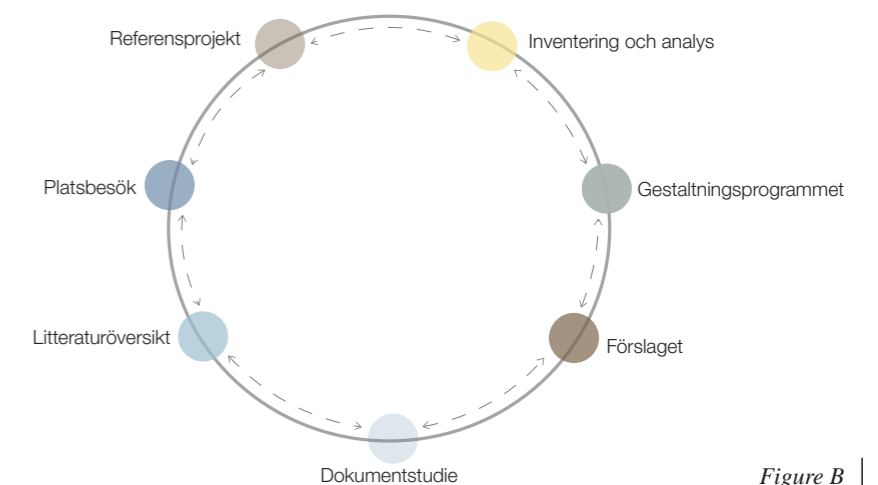 Referensprojekt
Inventering och analys
Platsbesök
Gestaltningsprogrammet
Litteraturöversikt
Förslaget
Dokumentstudie
Figure B